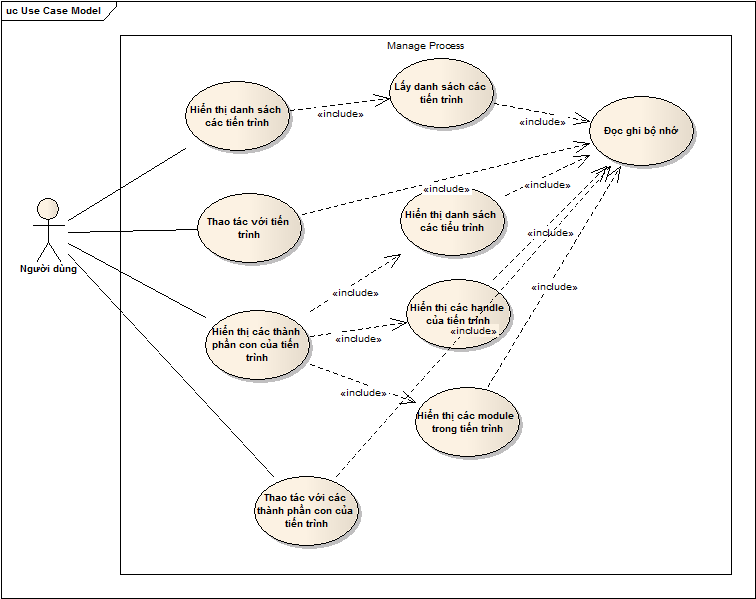 uc Use Case Model
Manage Process
Hiển thị danh sách
các tiến trình
«include»
Lấy danh sách các
tiến trình
«include»
Đọc ghi bộ nhớ
Thao tác với tiến
trình
«include»
Hiển thị danh sách
các tiểu trình
«include»
Người dùng
Hiển thị các thành
phần con của tiến
trình
«include»
«include»
«include»
Hiển thị các handle
của tiến trình
«include»
«include»
Hiển thị các module
trong tiến trình
«include»
Thao tác với các
thành phần con của
tiến trình